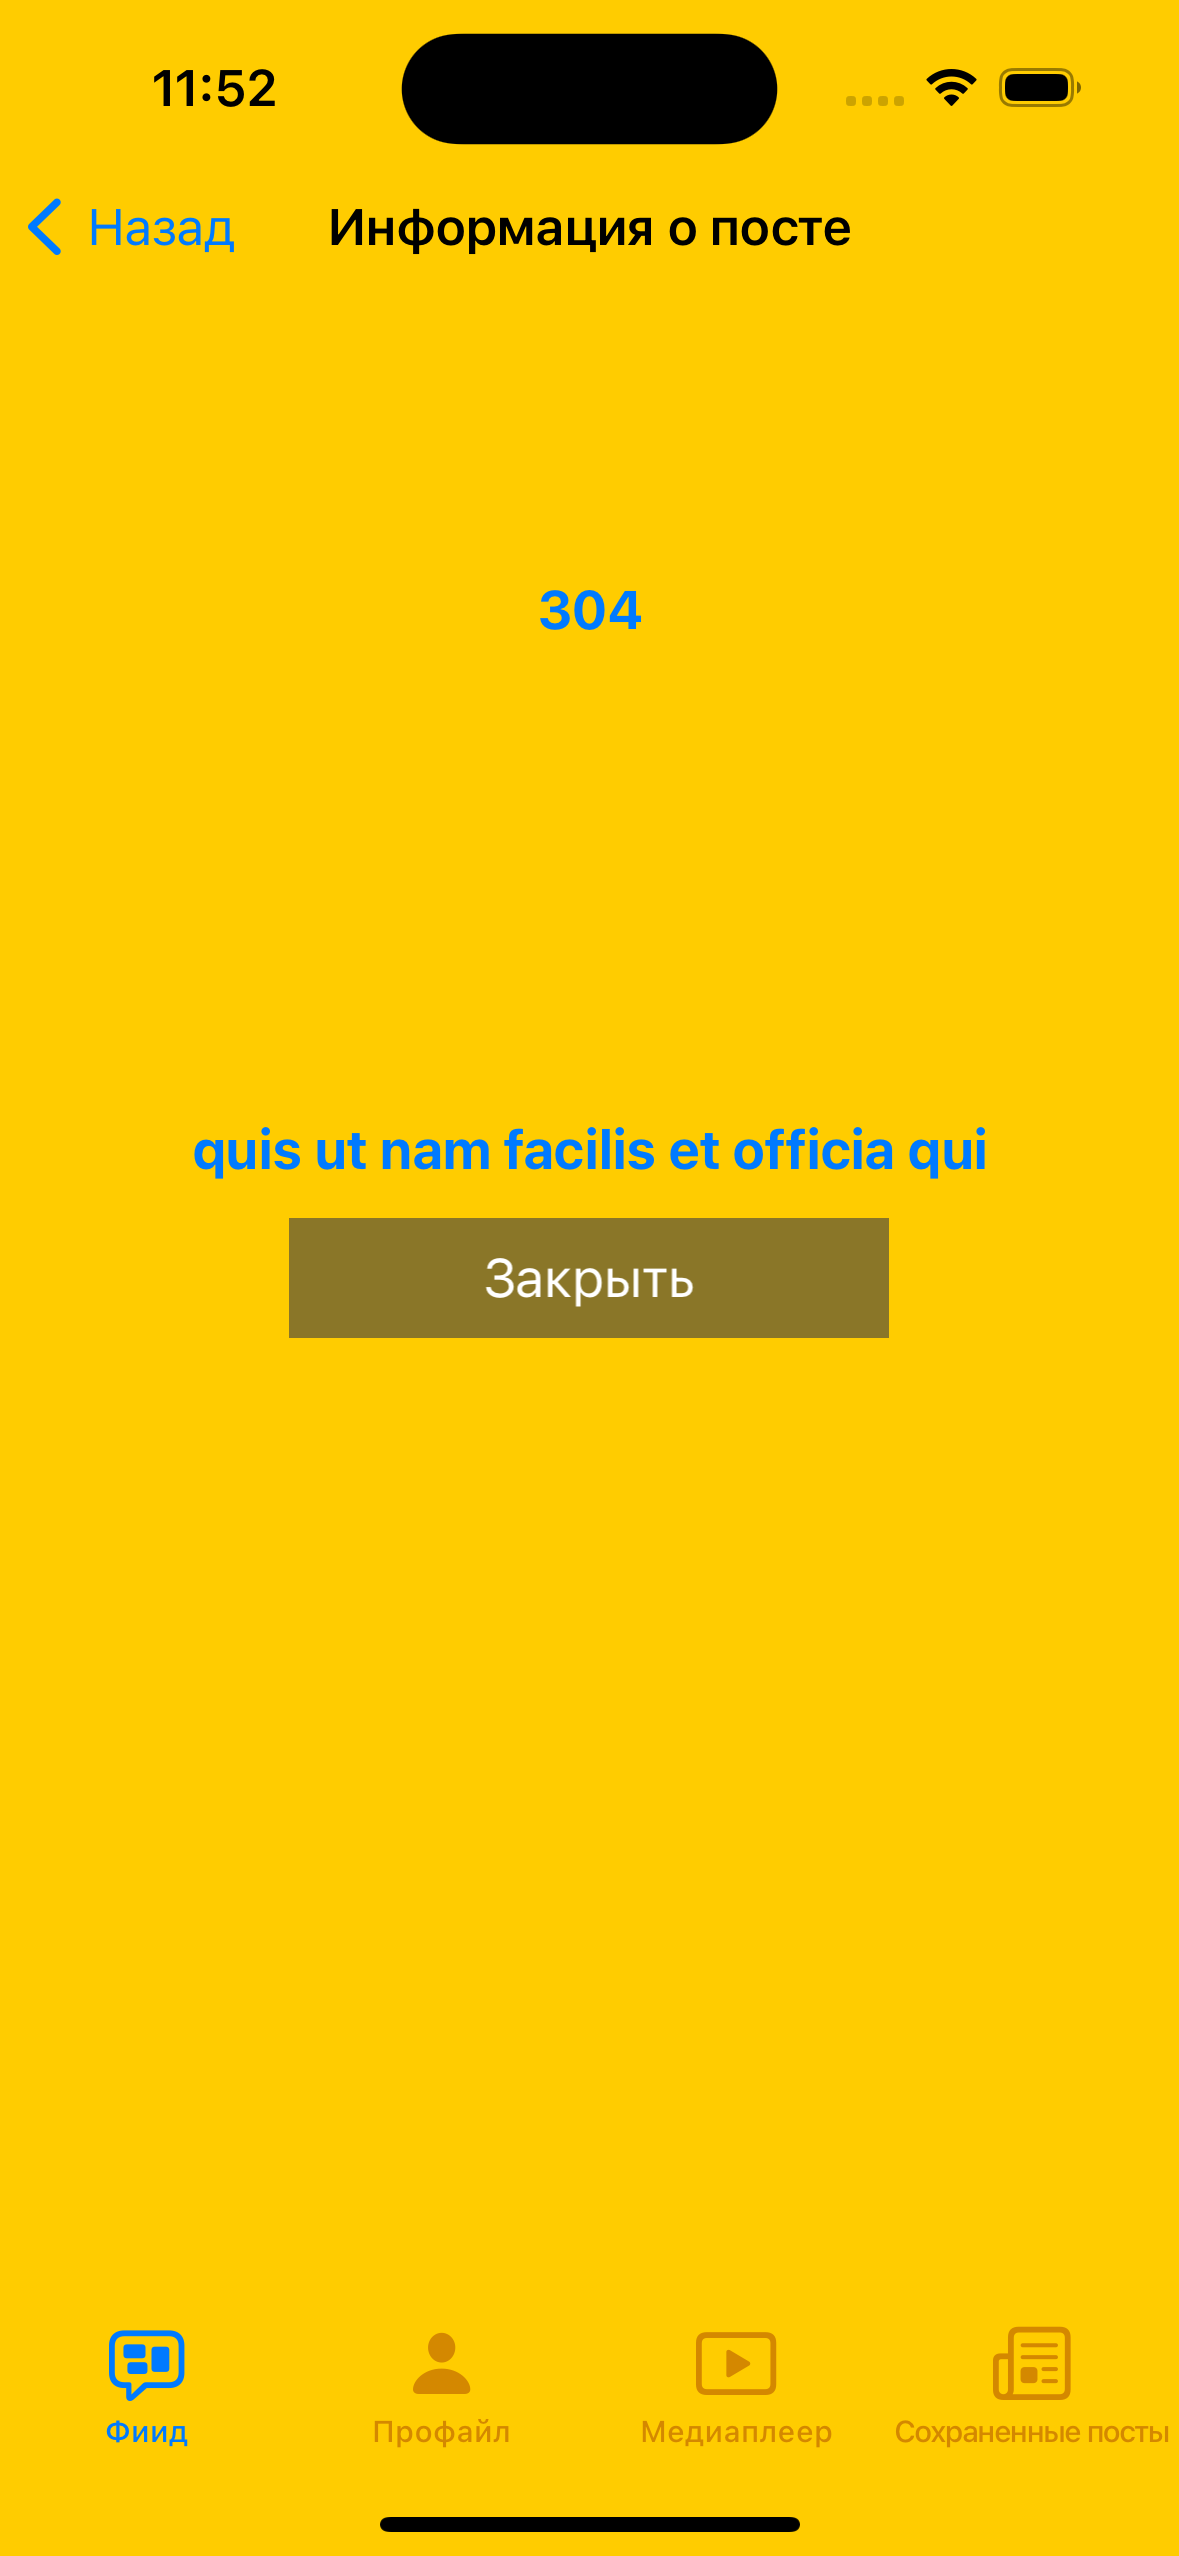 11:52
Назад
Информация о посте
304
quis ut nam facilis et officia qui
Закрыть
Фиид
Профайл
Медиаплеер
Сохраненные посты